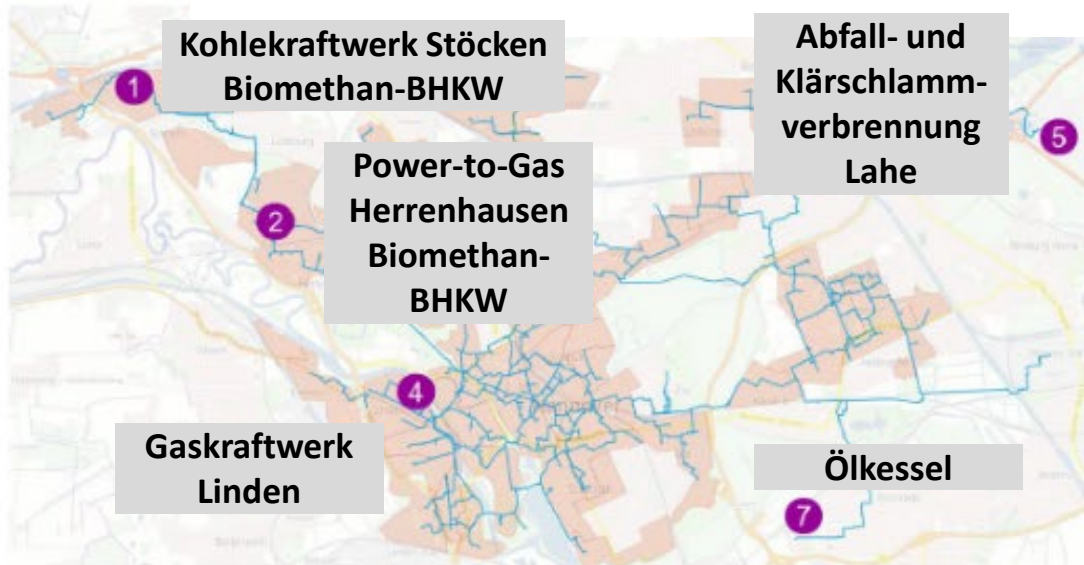 Kohlekraftwerk Stöcken
Biomethan-BHKW
Abfall- und
Klärschlamm-
verbrennung
Lahe
1
5
Power-to-Gas
Herrenhausen
Biomethan-
BHKW
2
4
Gaskraftwerk
Linden
Ölkessel
7